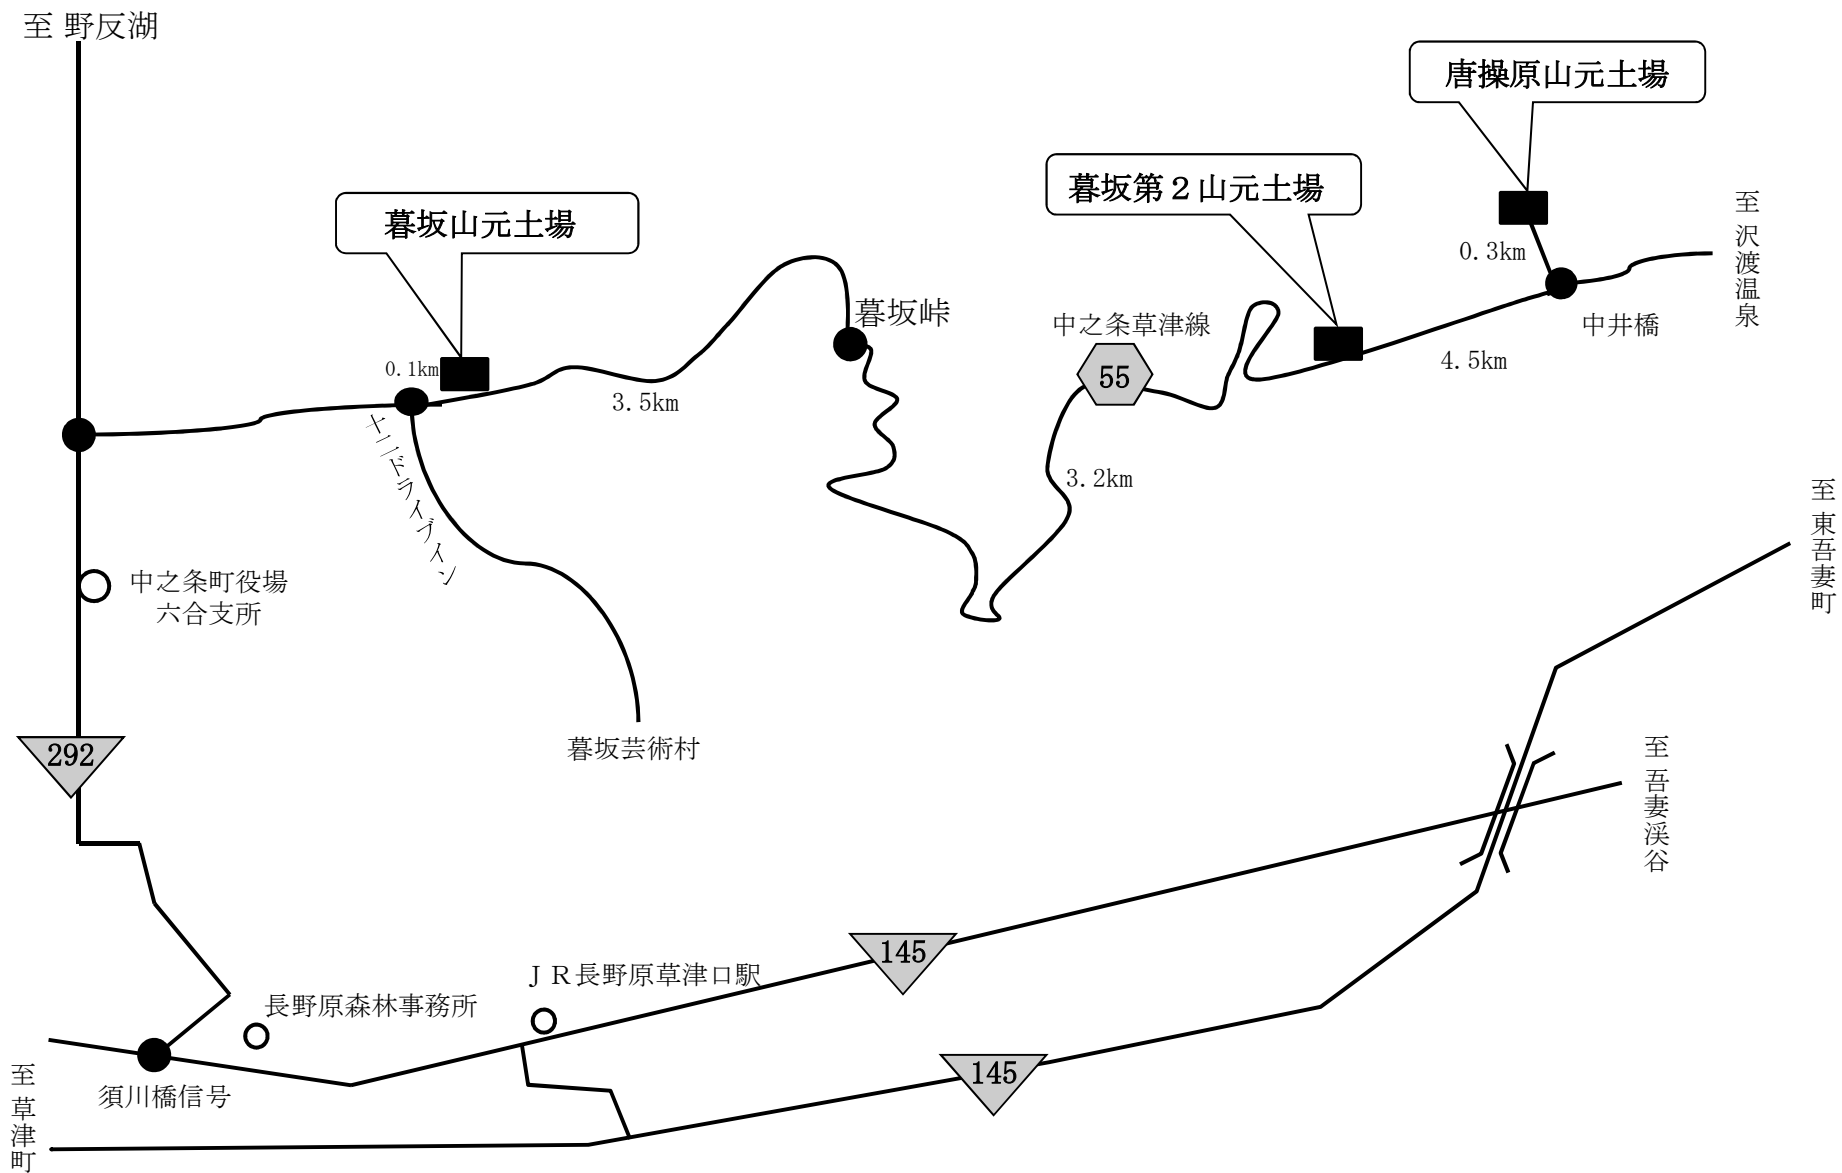 至 野反湖
唐操原山元土場
暮坂第２山元土場
暮坂山元土場
至 沢渡温泉
0.3km
暮坂峠
中之条草津線
中井橋
55
4.5km
0.1km
3.5km
十二ドライブイン
3.2km
至 東吾妻町
中之条町役場
六合支所
292
暮坂芸術村
至 吾妻渓谷
145
ＪＲ長野原草津口駅
長野原森林事務所
145
須川橋信号
至 草津町